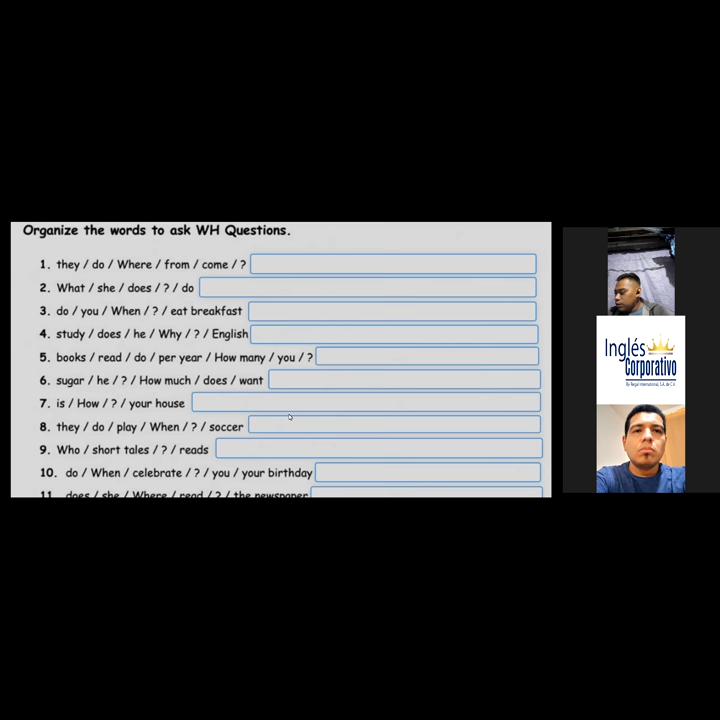 Organize the words to ask WH Questions.
1. they / do / Where / from / come / ?
2. What / she / does / ? / do
3. do / you / When / ? / eat breakfast
4. study / does / he / Why / ? / English
5. books / read / do / per year / How many / you / ?
6. sugar / he / ? / How much / does / want
7. is / How / ? / your house
8. they / do / play / When / ? / soccer
9. Who / short tales / ? / reads
10. do / When / celebrate / ? / you / your birthday
11. does / she / Where / read / ? / the newspaper
Inglés
Corporativo
By Regal International, S.A. de C.V.